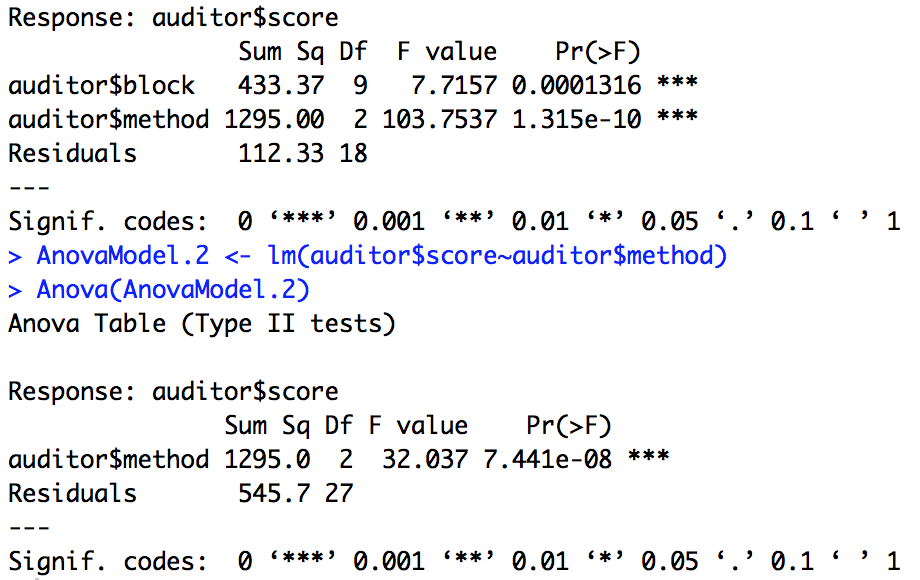 Response: auditor$score
Sum Sq Df F value Pr(>F)
auditor$block 433.37 9 7.7157 0.0001316 ***
auditor$method 1295.00 2 103.7537 1.315e-10 ***
Residuals 112.33 18
---
Signif. codes: 0 ‘***’ 0.001 ‘**’ 0.01 ‘*’ 0.05 ‘.’ 0.1 ‘ ’ 1
> AnovaModel.2 <- lm(auditor$score~auditor$method)
> Anova(AnovaModel.2)
Anova Table (Type II tests)
Response: auditor$score
Sum Sq Df F value Pr(>F)
auditor$method 1295.0 2 32.037 7.441e-08 ***
Residuals 545.7 27
---
Signif. codes: 0 ‘***’ 0.001 ‘**’ 0.01 ‘*’ 0.05 ‘.’ 0.1 ‘ ’ 1